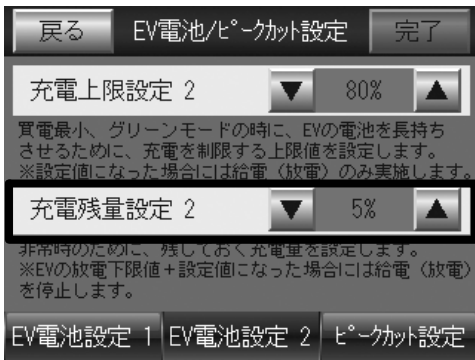 戻る EV電池/ピークカット設定 完了
充電上限設定 2 ▼ 80% ▲
買電最小、グリーンモードの時に、EVの電池を長持ち
させるために、充電を制限する上限値を設定します。
※設定値になった場合には給電（放電）のみ実施します。
充電残量設定 2 ▼ 5% ▲
非常時のために、残しておく充電量を設定します。
※EVの放電下限値+設定値になった場合には給電（放電）
を停止します。
EV電池設定 1 EV電池設定 2 ピークカット設定